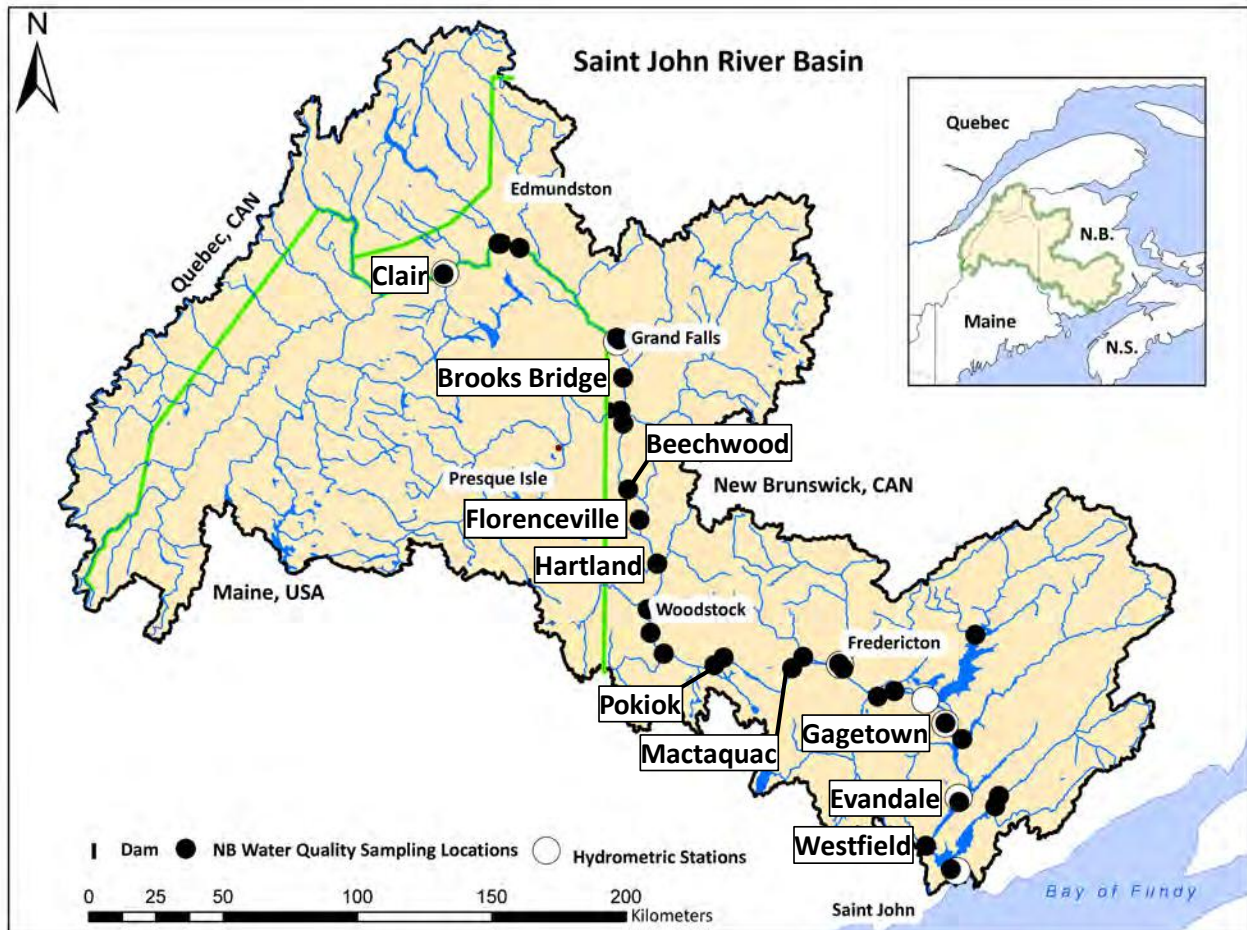 N
Saint John River Basin
Quebec
N.B.
Maine
N.S.
Quebec, CAN
Edmundston
Clair
Grand Falls
Brooks Bridge
Beechwood
Presque Isle
New Brunswick, CAN
Florenceville
Hartland
Maine, USA
Woodstock
Fredericton
Pokiok
Gagetown
Mactaquac
Evandale
Westfield
Dam
NB Water Quality Sampling Locations
Hydrometric Stations
0 25 50 100 150 200
Kilometers
Bay of Fundy
Saint John